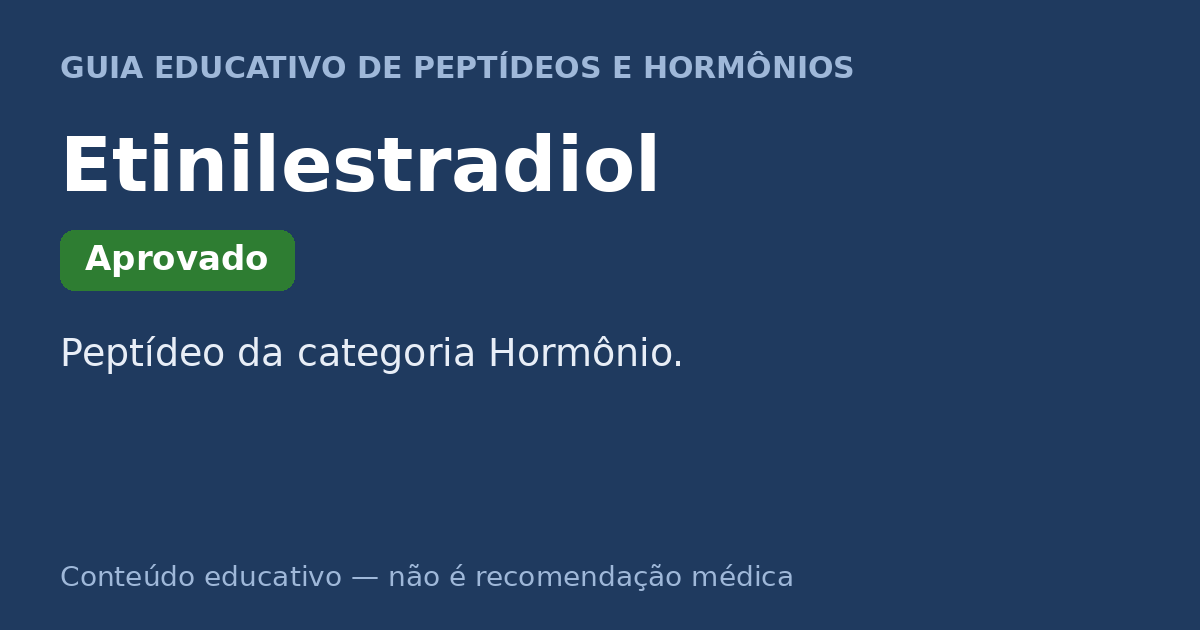 GUIA EDUCATIVO DE PEPTÍDEOS E HORMÔNIOS
Etinilestradiol
Aprovado
Peptídeo da categoria Hormônio.
Conteúdo educativo — não é recomendação médica